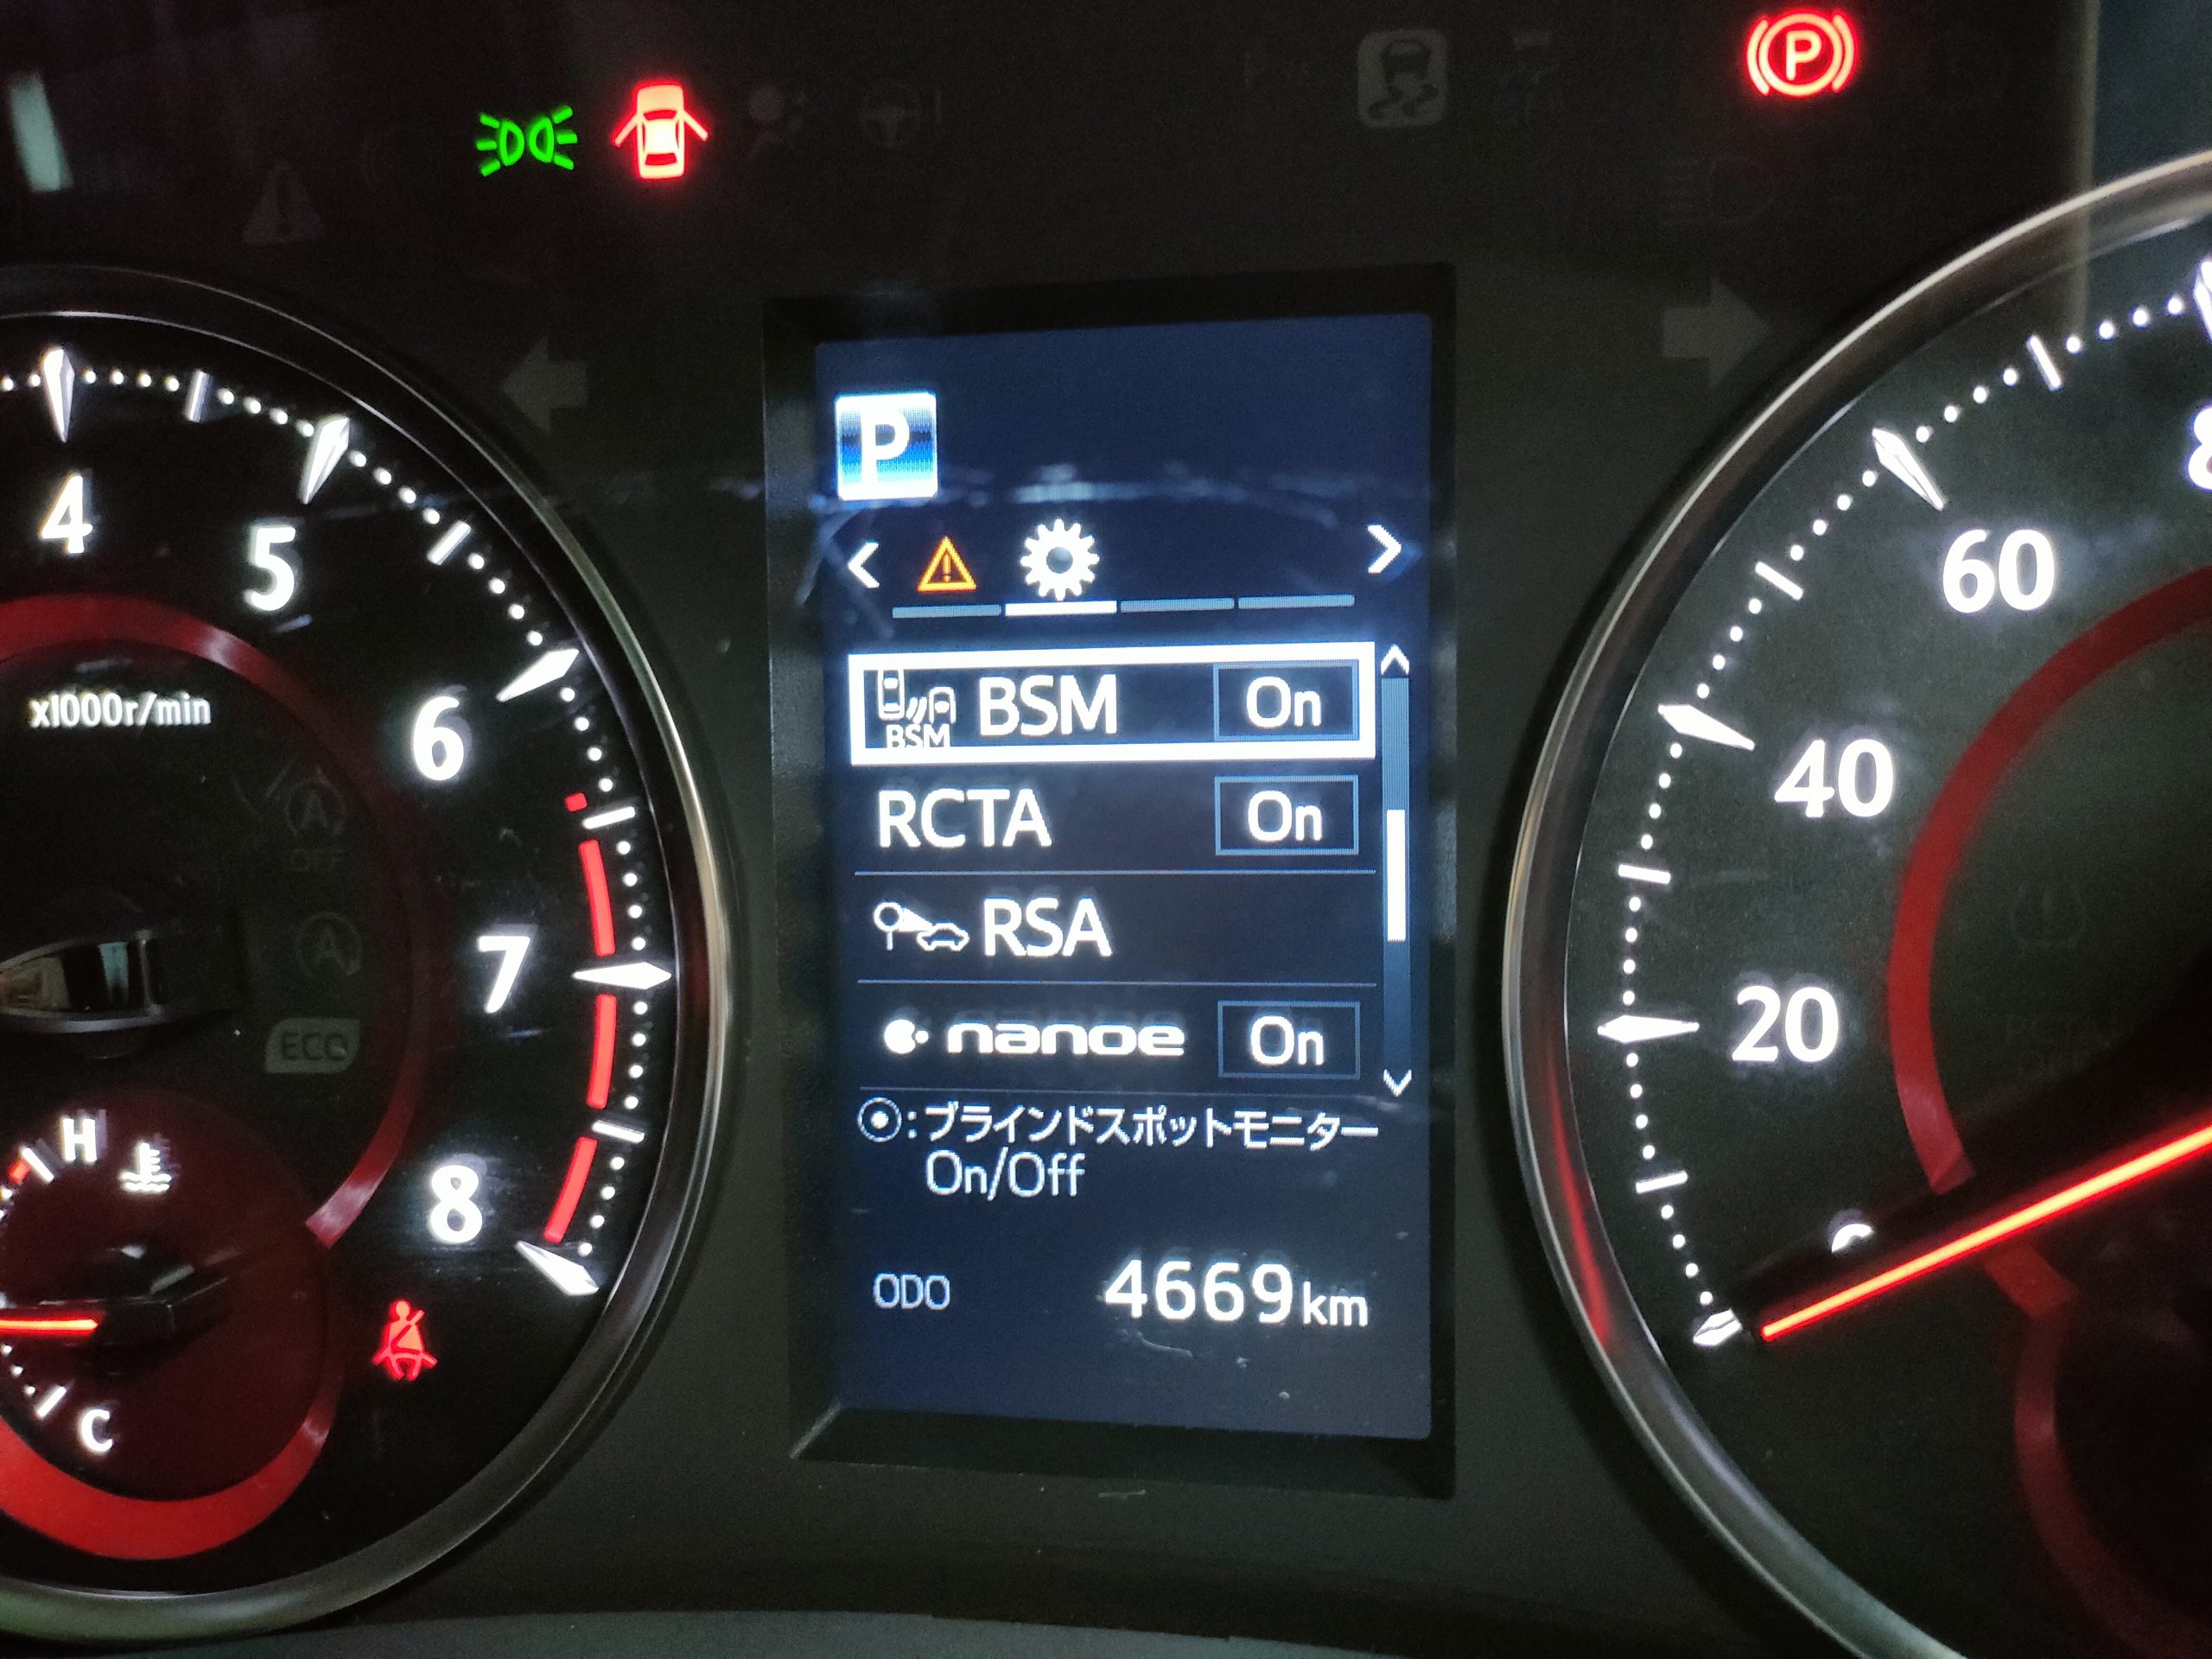 P
P
4
5
6
7
8
x1000r/min
A
OFF
A
ECO
H
C
BSM
BSM On
RCTA On
RSA
nanoe On
⦿:ブラインドスポットモニター
On/Off
ODO 4669km
60
40
20